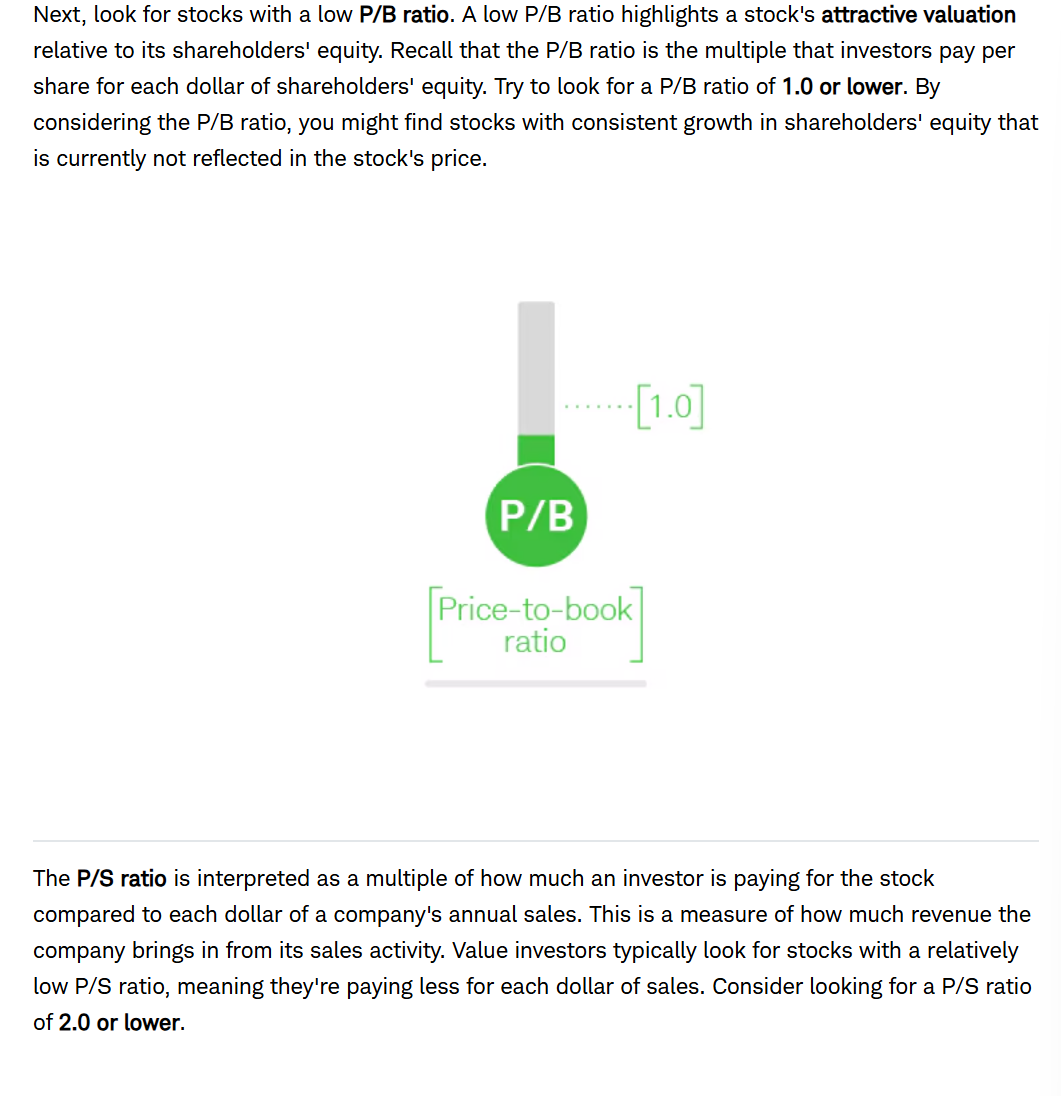 Next, look for stocks with a low P/B ratio. A low P/B ratio highlights a stock's attractive valuation
relative to its shareholders' equity. Recall that the P/B ratio is the multiple that investors pay per
share for each dollar of shareholders' equity. Try to look for a P/B ratio of 1.0 or lower. By
considering the P/B ratio, you might find stocks with consistent growth in shareholders' equity that
is currently not reflected in the stock's price.
[1.0]
P/B
[Price-to-book
ratio]
The P/S ratio is interpreted as a multiple of how much an investor is paying for the stock
compared to each dollar of a company's annual sales. This is a measure of how much revenue the
company brings in from its sales activity. Value investors typically look for stocks with a relatively
low P/S ratio, meaning they're paying less for each dollar of sales. Consider looking for a P/S ratio
of 2.0 or lower.